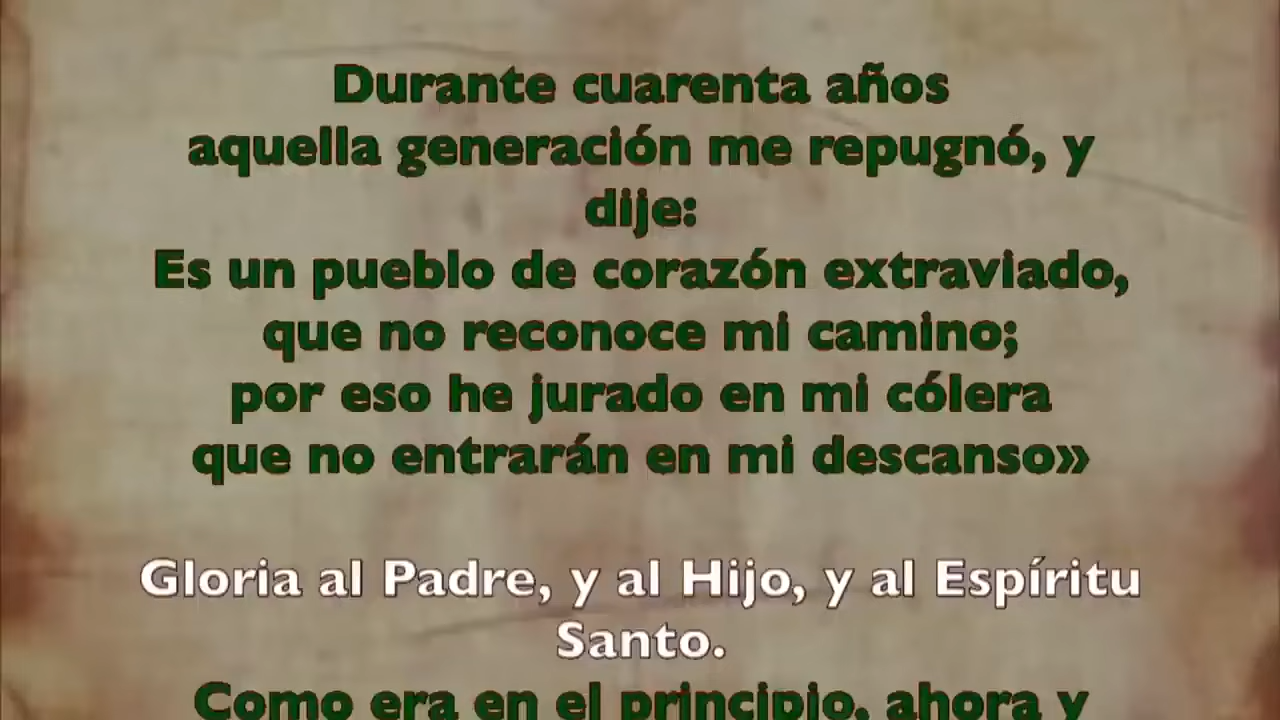 Durante cuarenta años
aquella generación me repugnó, y
dije:
Es un pueblo de corazón extraviado,
que no reconoce mi camino;
por eso he jurado en mi cólera
que no entrarán en mi descanso»
Gloria al Padre, y al Hijo, y al Espíritu
Santo.
Como era en el principio, ahora y